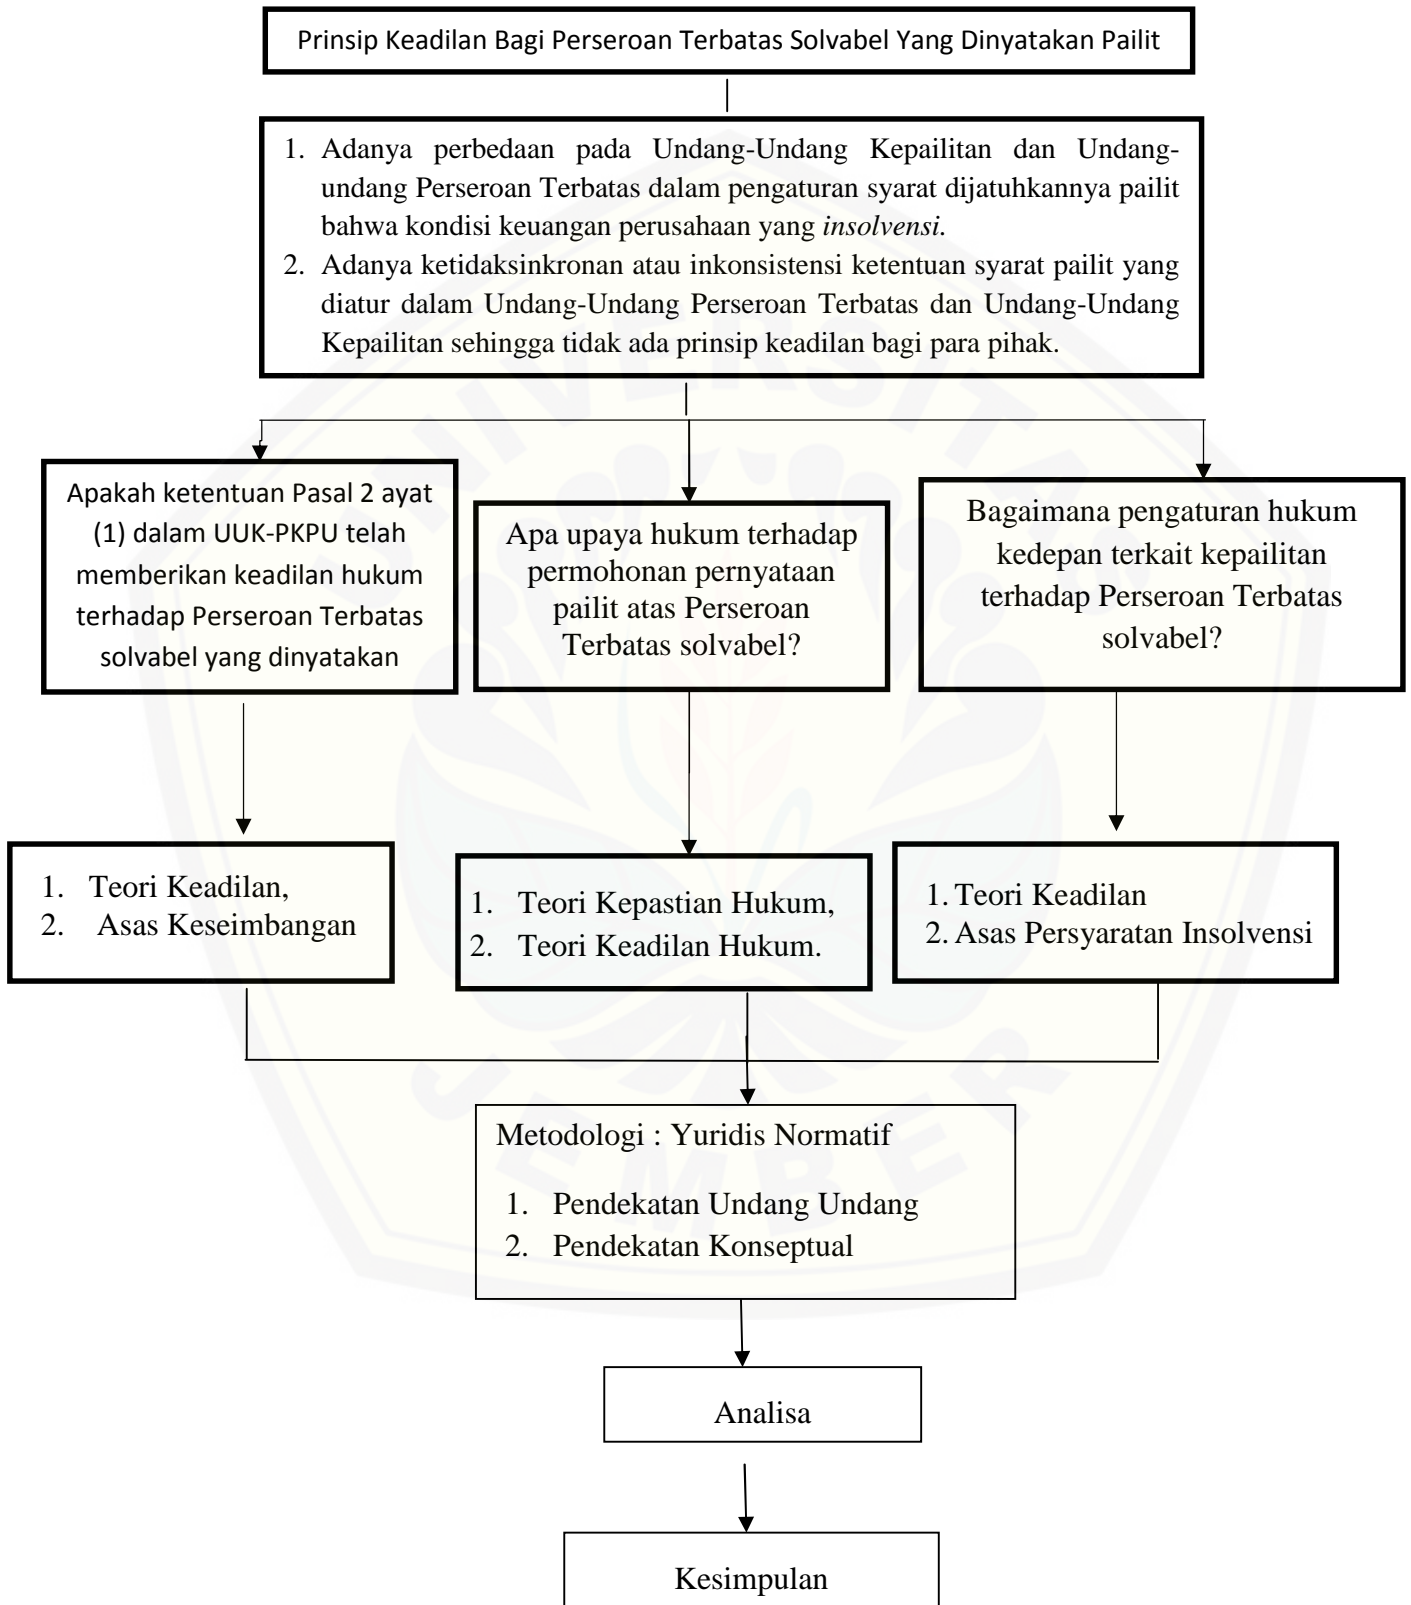 Prinsip Keadilan Bagi Perseroan Terbatas Solvabel Yang Dinyatakan Pailit
1. Adanya perbedaan pada Undang-Undang Kepailitan dan Undang-
undang Perseroan Terbatas dalam pengaturan syarat dijatuhkannya pailit
bahwa kondisi keuangan perusahaan yang insolvensi.
2. Adanya ketidaksinkronan atau inkonsistensi ketentuan syarat pailit yang
diatur dalam Undang-Undang Perseroan Terbatas dan Undang-Undang
Kepailitan sehingga tidak ada prinsip keadilan bagi para pihak.
Apakah ketentuan Pasal 2 ayat
(1) dalam UUK-PKPU telah
memberikan keadilan hukum
terhadap Perseroan Terbatas
solvabel yang dinyatakan
Apa upaya hukum terhadap
permohonan pernyataan
pailit atas Perseroan
Terbatas solvabel?
Bagaimana pengaturan hukum
kedepan terkait kepailitan
terhadap Perseroan Terbatas
solvabel?
1. Teori Keadilan,
2. Asas Keseimbangan
1. Teori Kepastian Hukum,
2. Teori Keadilan Hukum.
1. Teori Keadilan
2. Asas Persyaratan Insolvensi
Metodologi : Yuridis Normatif
1. Pendekatan Undang Undang
2. Pendekatan Konseptual
Analisa
Kesimpulan
UNIVERSITAS
JEMBER